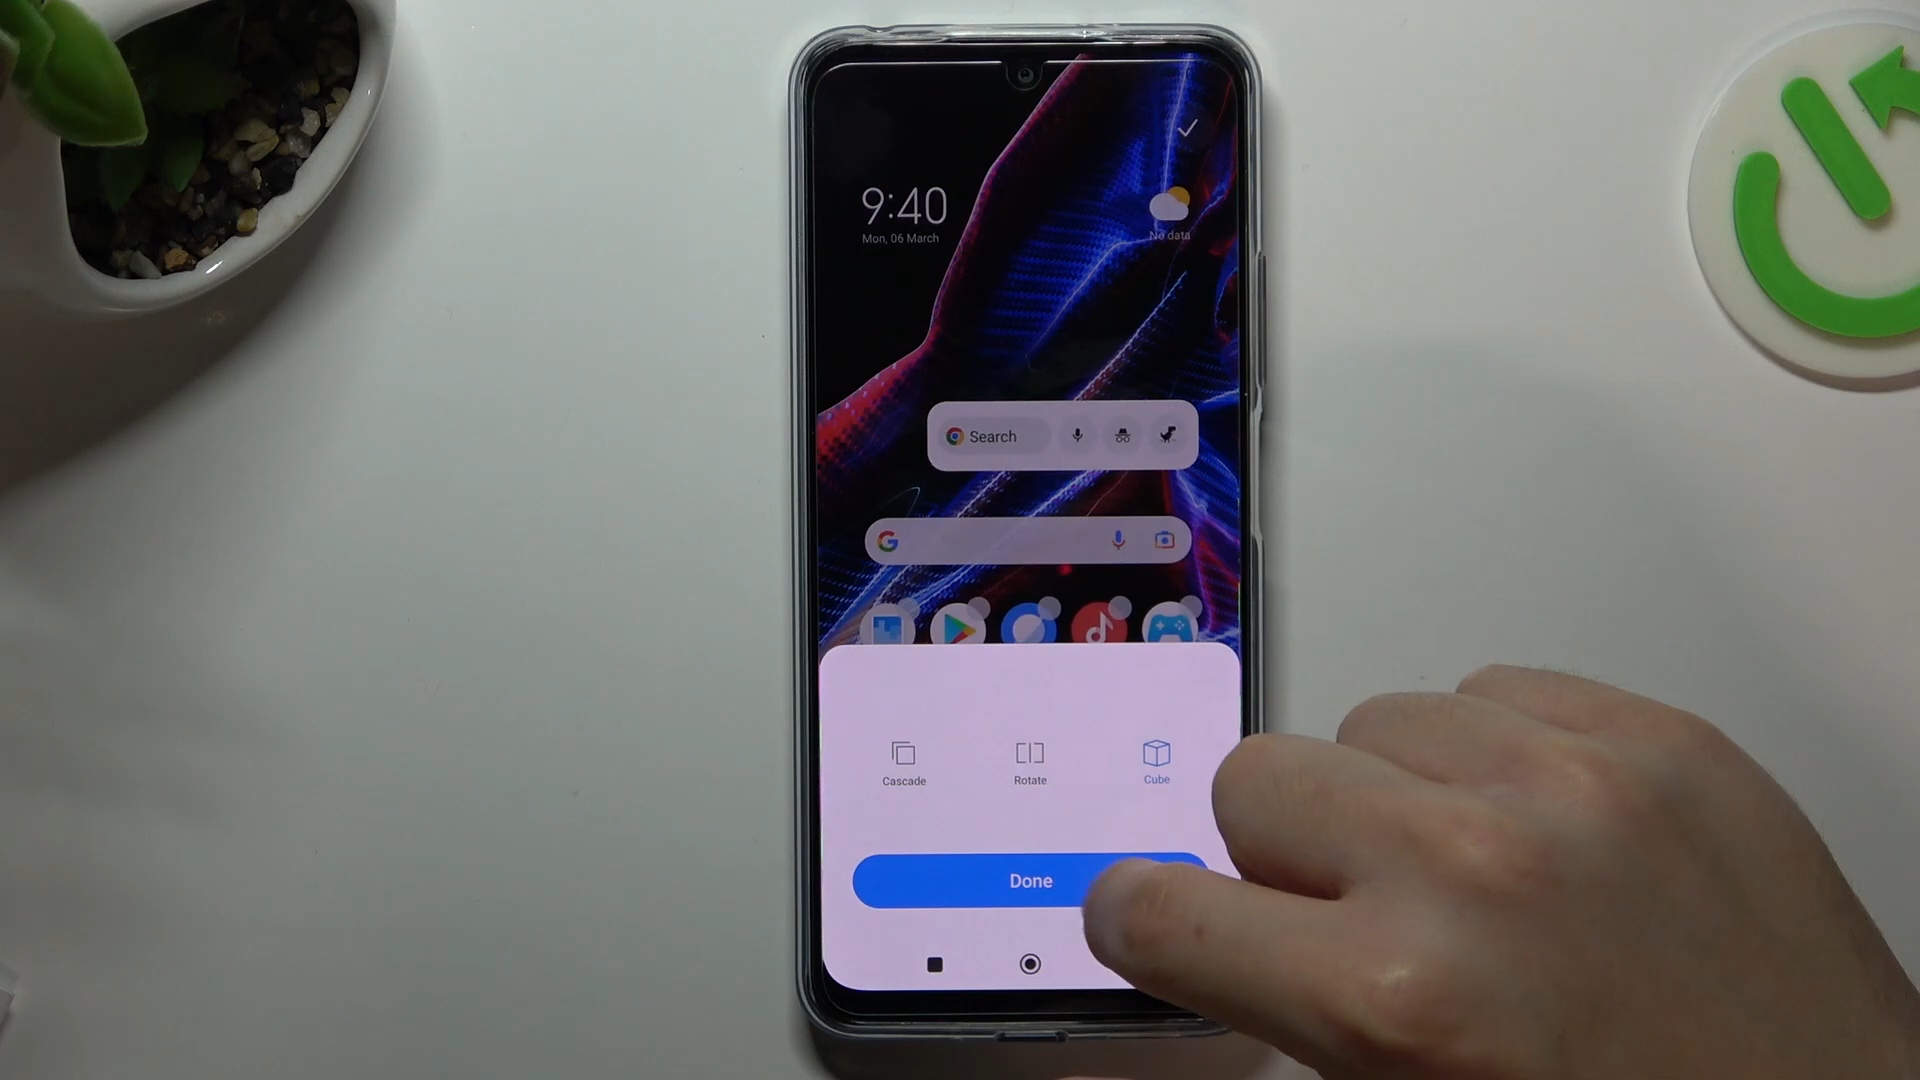 9:40
Mon, 06 March
No data
Search
Cascade
Rotate
Cube
Done